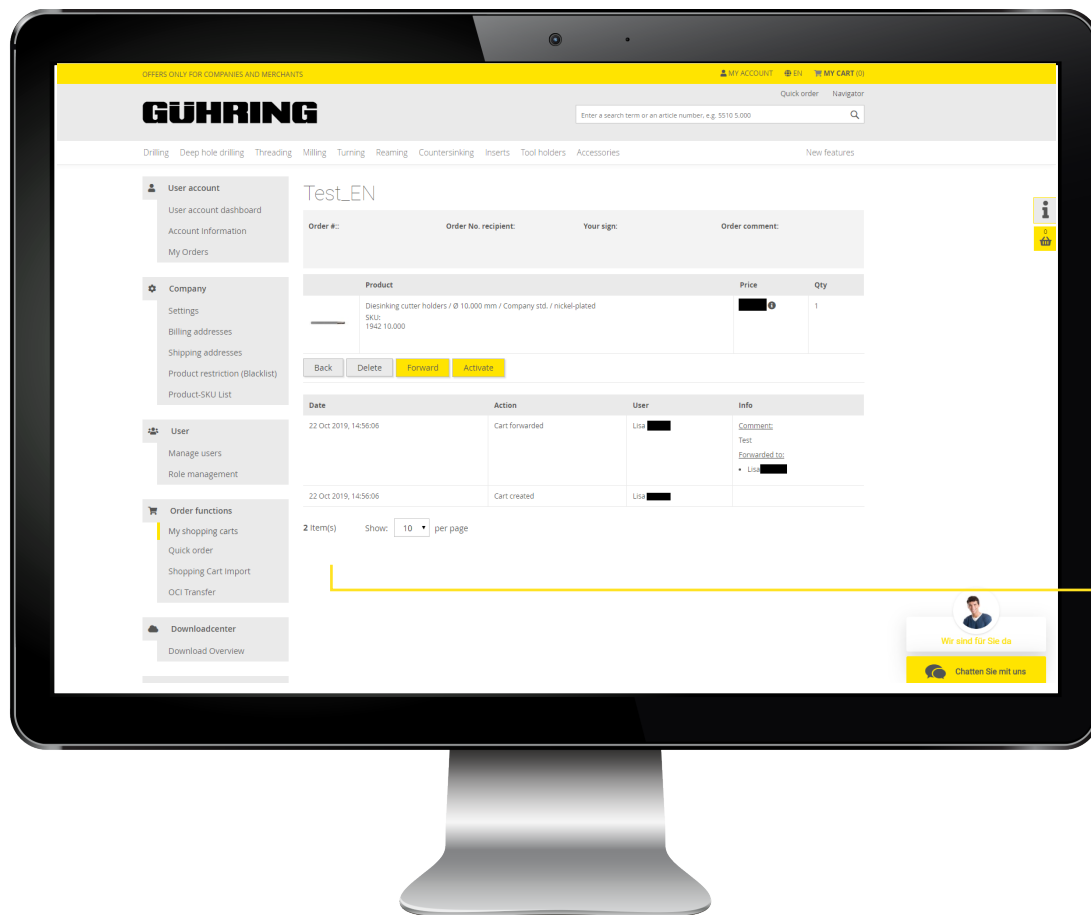 OFFERS ONLY FOR COMPANIES AND MERCHANTS
MY ACCOUNT EN MY CART (0)
Quick order Navigator
GÜHRING
Enter a search term or an article number, e.g. 5510 5,000
Drilling Deep hole drilling Threading Milling Turning Reaming Countersinking Inserts Tool holders Accessories New features
User account
User account dashboard
Account Information
My Orders
Company
Settings
Billing addresses
Shipping addresses
Product restriction (Blacklist)
Product-SKU List
User
Manage users
Role management
Order functions
My shopping carts
Quick order
Shopping Cart Import
OCI Transfer
Downloadcenter
Download Overview
Test_EN
Order #:: Order No. recipient: Your sign: Order comment:
Product Price Qty
Diesinking cutter holders / Ø 10.000 mm / Company std. / nickel-plated 1
SKU:
1942 10.000
Back Delete Forward Activate
Date Action User Info
22 Oct 2019, 14:56:06 Cart forwarded Lisa Comment:
Test
Forwarded to:
• Lisa
22 Oct 2019, 14:56:06 Cart created Lisa
2 Item(s) Show: 10 per page
0
Wir sind für Sie da
Chatten Sie mit uns